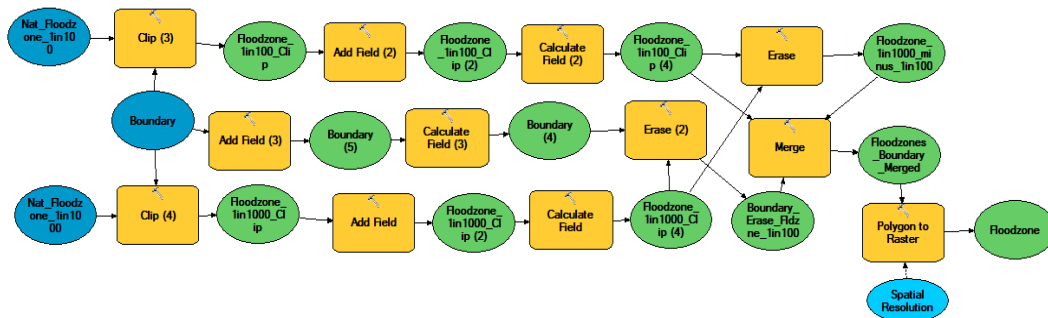 Nat_Floodz
one_1in10
0
Clip (3)
Floodzone_
1in100_Cli
p
Add Field (2)
Floodzone
_1in100_Cl
ip (2)
Calculate
Field (2)
Floodzone_
1in100_Cli
p (4)
Erase
Floodzone_
1in1000_mi
nus_1in100
Boundary
Add Field (3)
Boundary
(5)
Calculate
Field (3)
Boundary
(4)
Erase (2)
Merge
Floodzones
_Boundary
_Merged
Nat_Floodz
one_1in10
00
Clip (4)
Floodzone_
1in1000_Cl
ip
Add Field
Floodzone_
1in1000_Cl
ip (2)
Calculate
Field
Floodzone_
1in1000_Cl
ip (4)
Boundary_
Erase_Fldz
ne_1in100
Polygon to
Raster
Floodzone
Spatial
Resolution